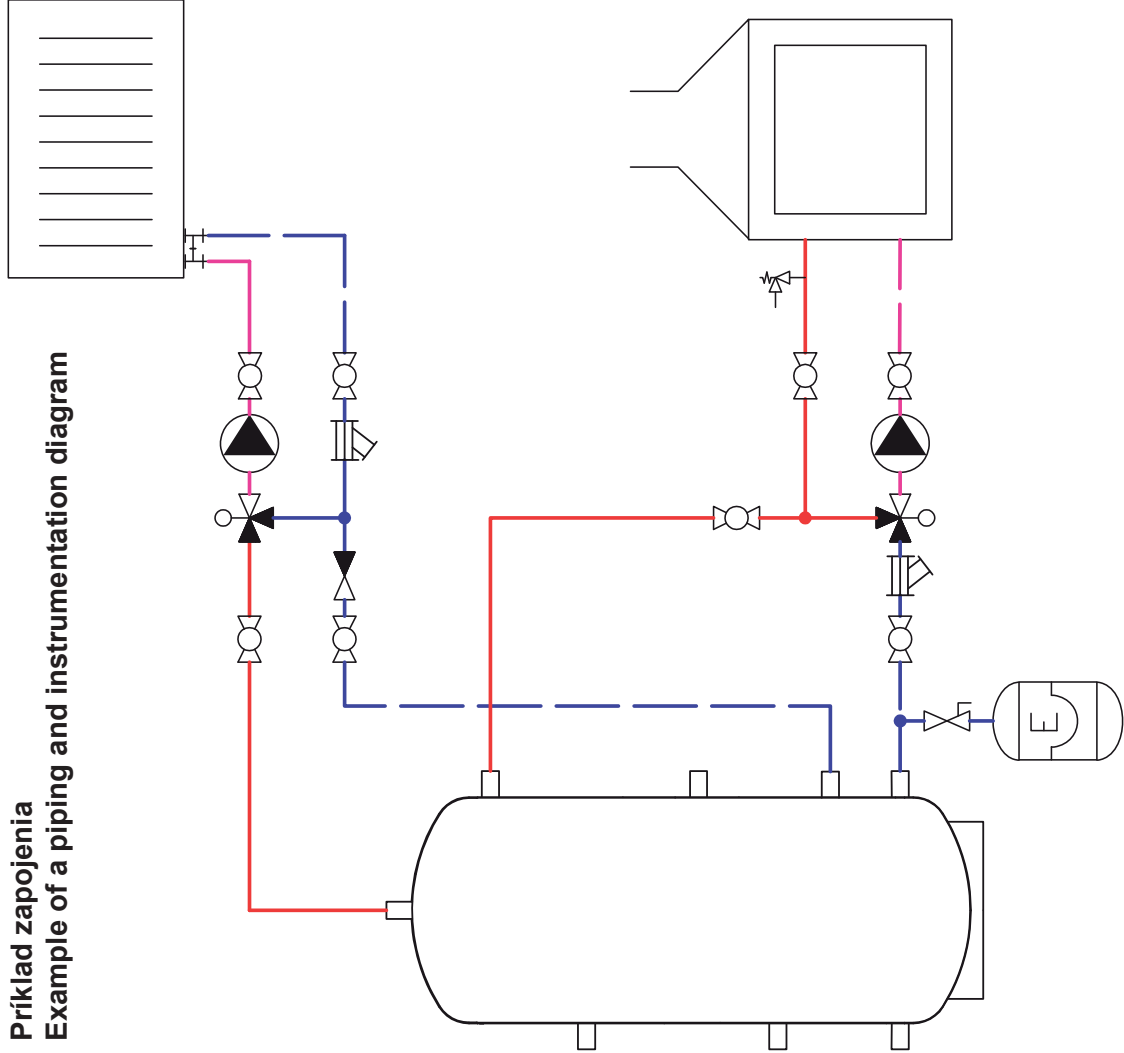 Príklad zapojenia
Example of a piping and instrumentation diagram
E